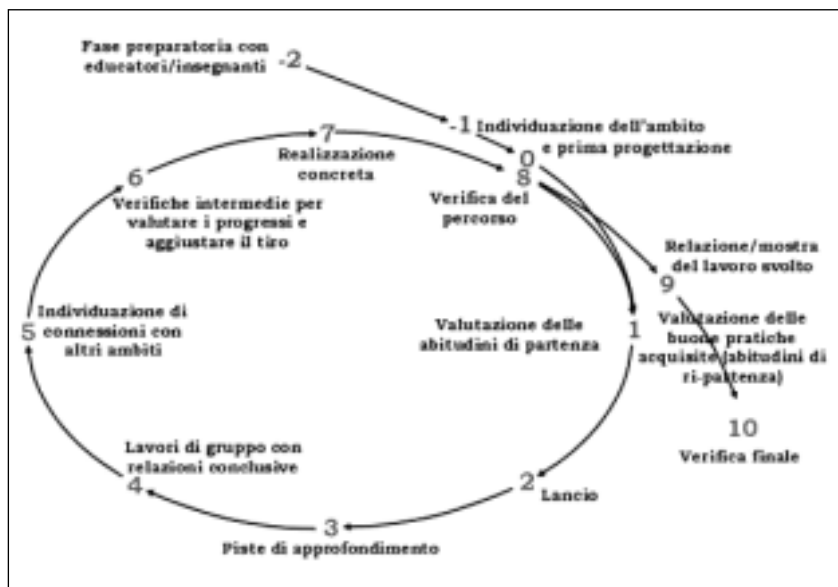 Fase preparatoria con
educatori/insegnanti
-2
-1
Individuazione dell'ambito
e prima progettazione
0
7
Realizzazione
concreta
8
Verifica del
percorso
6
Verifiche intermedie per
valutare i progressi e
aggiustare il tiro
Relazione/mostra
del lavoro svolto
9
5
Individuazione di
connessioni con
altri ambiti
Valutazione delle
abitudini di partenza
1
Valutazione delle
buone pratiche
acquisite (abitudini di
ri-partenza)
10
Verifica finale
Lavori di gruppo con
relazioni conclusive
4
2
Lancio
3
Piste di approfondimento